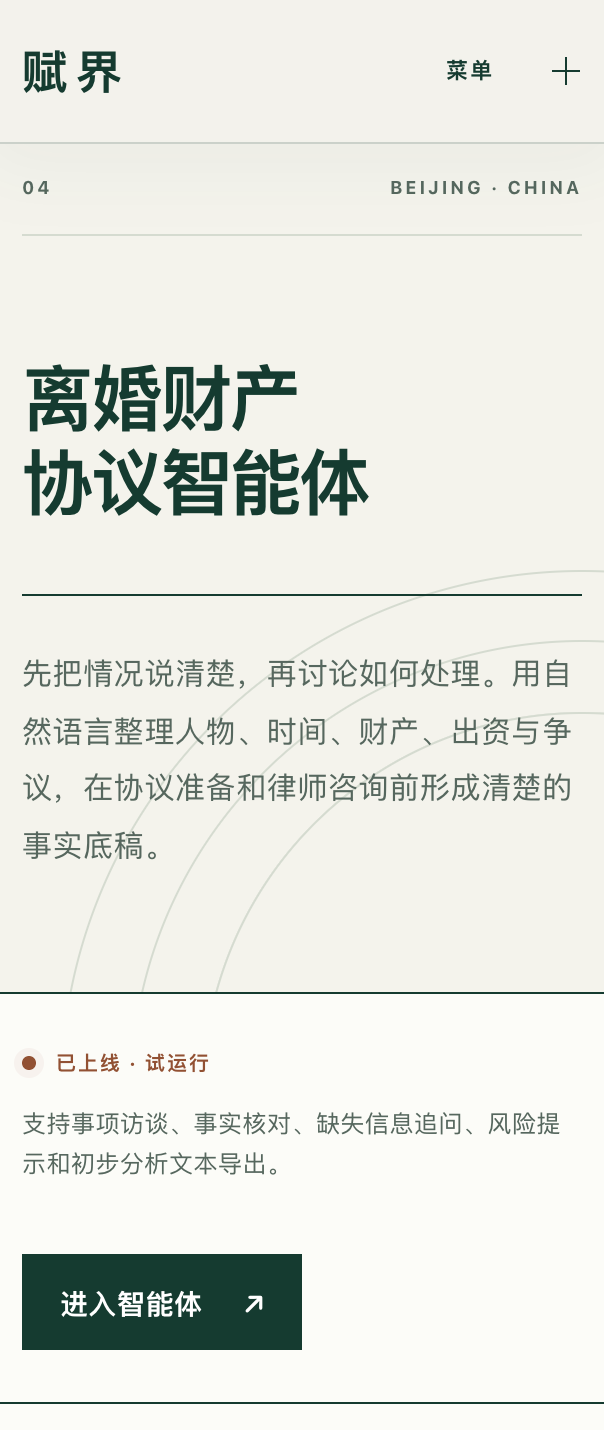 赋界
菜单
04
BEIJING · CHINA
离婚财产
协议智能体
先把情况说清楚，再讨论如何处理。用自
然语言整理人物、时间、财产、出资与争
议，在协议准备和律师咨询前形成清楚的
事实底稿。
已上线 · 试运行
支持事项访谈、事实核对、缺失信息追问、风险提
示和初步分析文本导出。
进入智能体